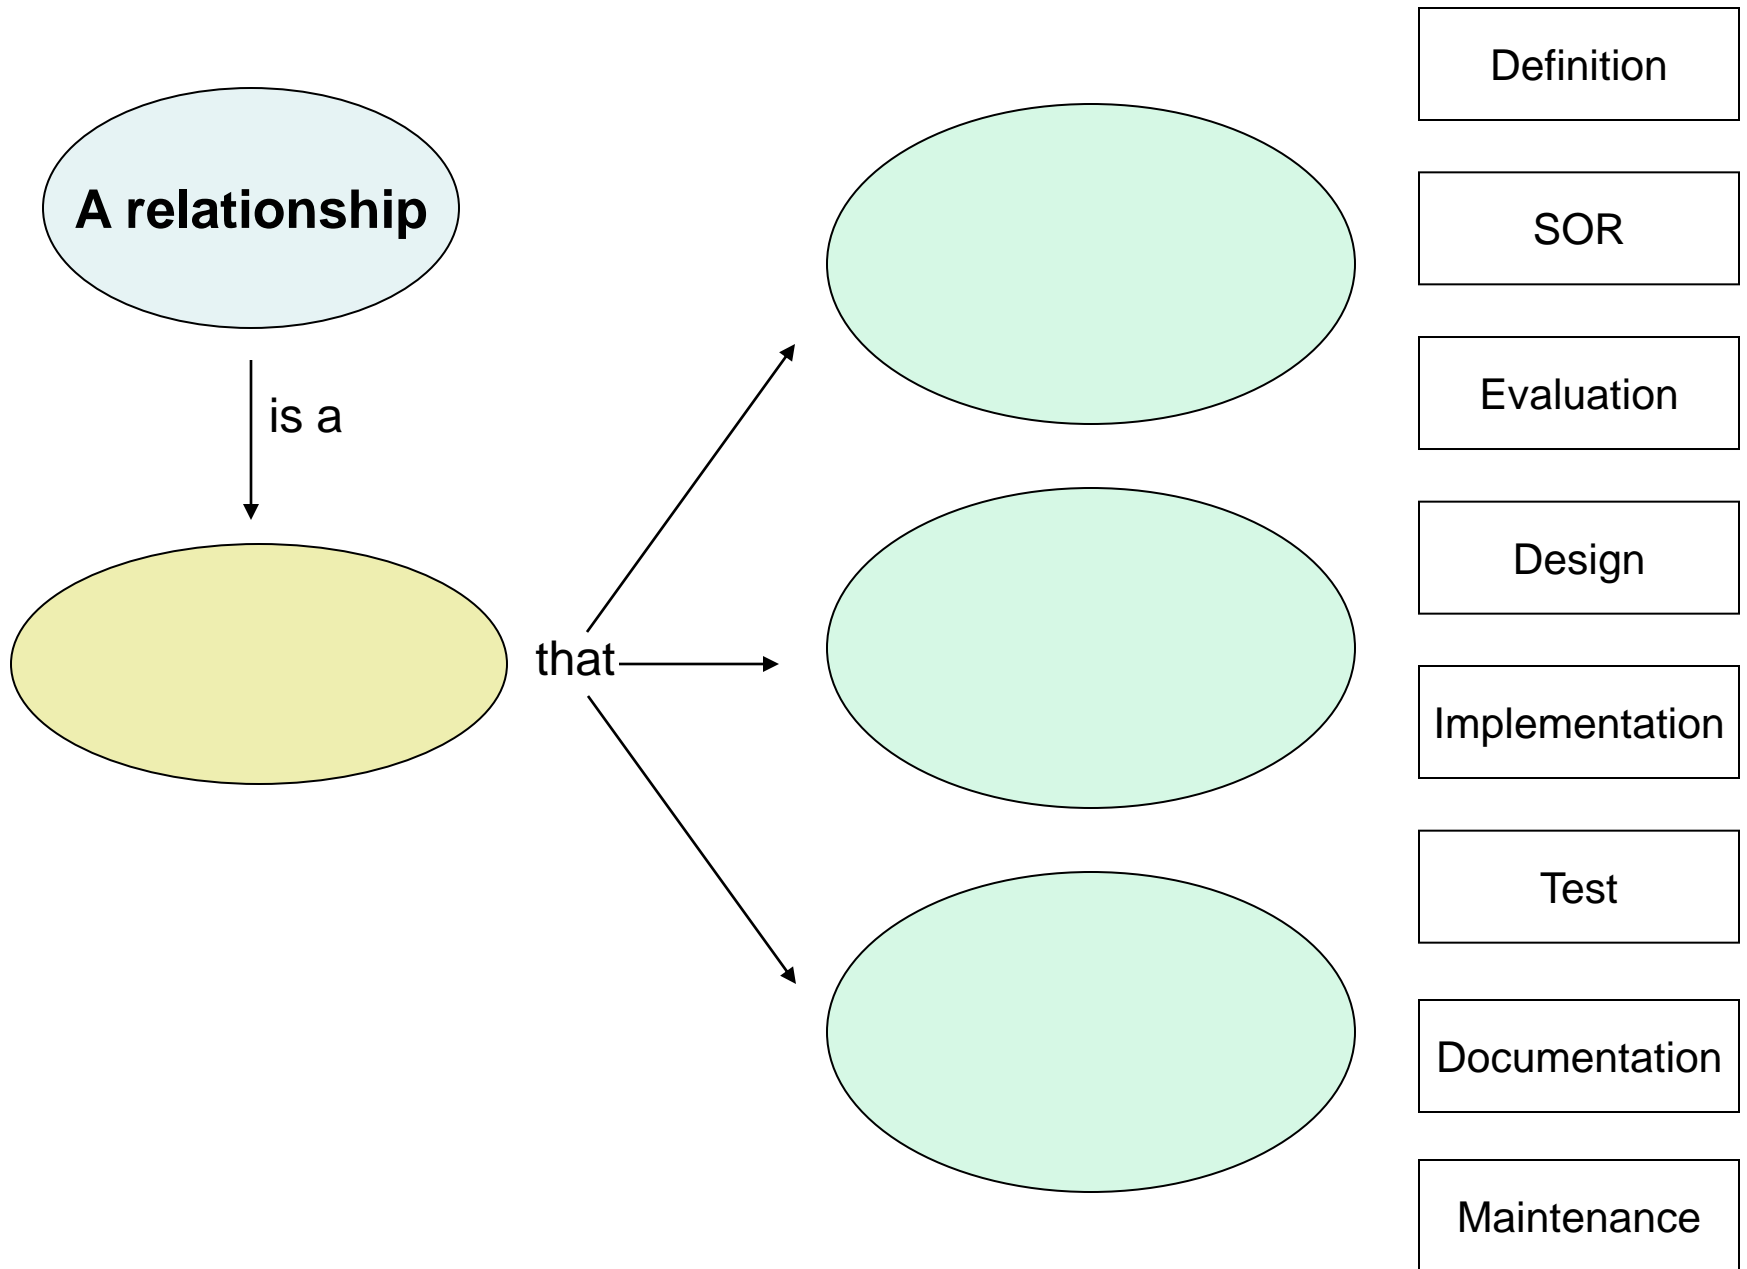 A relationship
is a
that
Definition
SOR
Evaluation
Design
Implementation
Test
Documentation
Maintenance